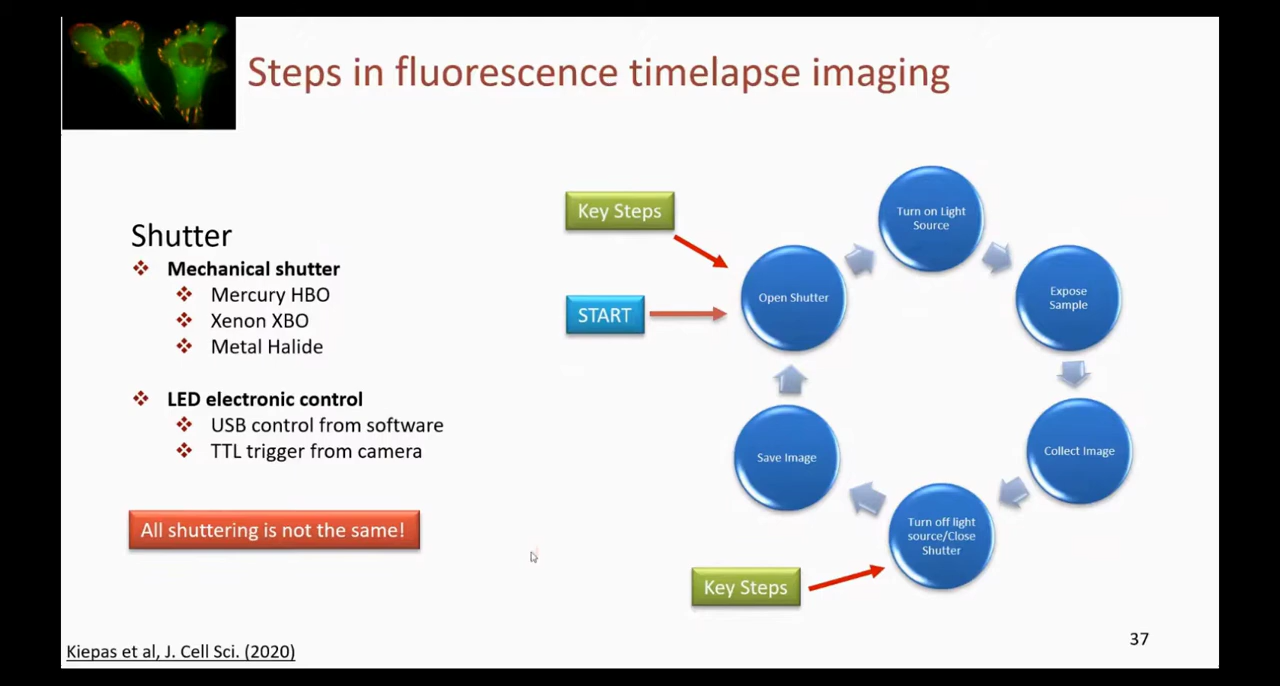 Steps in fluorescence timelapse imaging
Shutter
Mechanical shutter
Mercury HBO
Xenon XBO
Metal Halide
LED electronic control
USB control from software
TTL trigger from camera
All shuttering is not the same!
Kiepas et al, J. Cell Sci. (2020)
Key Steps
START
Open Shutter
Turn on Light
Source
Expose
Sample
Collect Image
Turn off light
source/Close
Shutter
Save Image
Key Steps
37